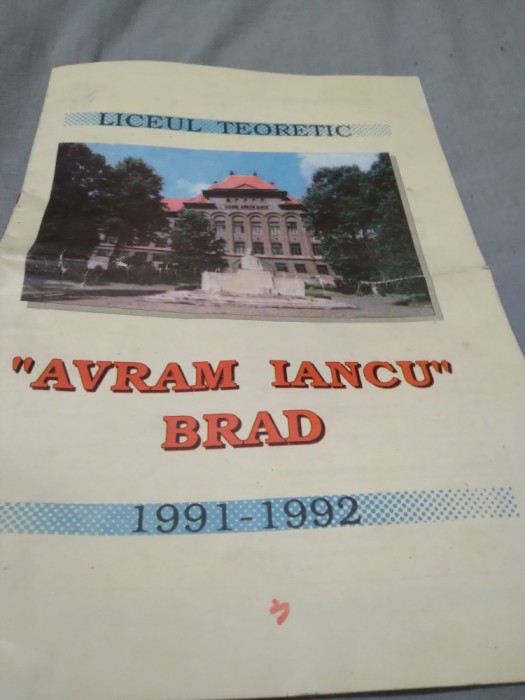 LICEUL TEORETIC
"AVRAM IANCU"
BRAD
1991-1992